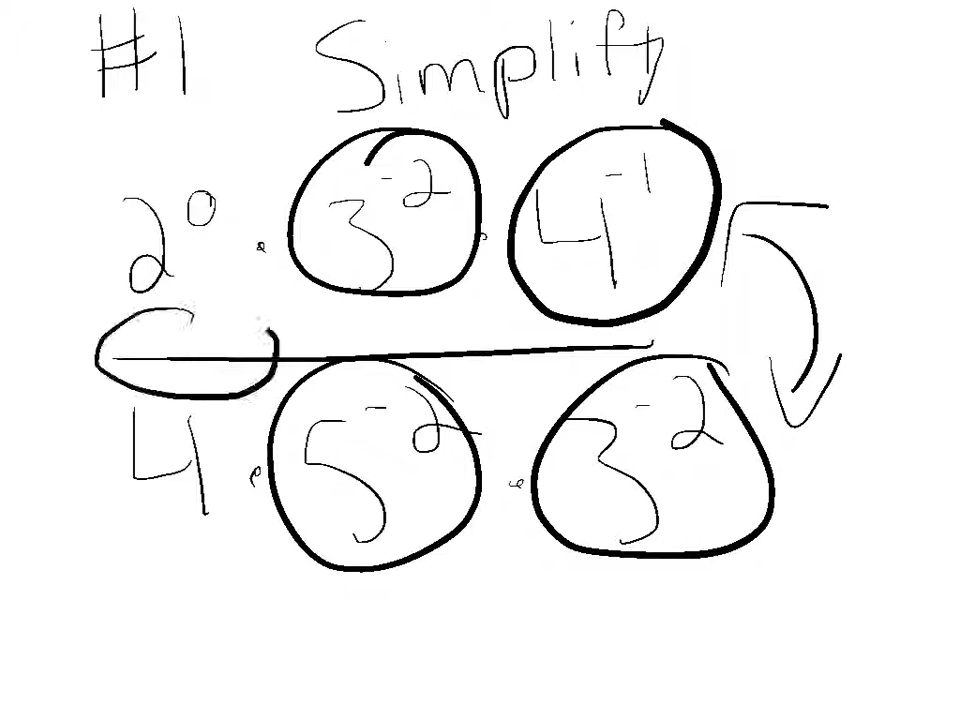 #1 Simplify
2⁰ · 3⁻² · 4⁻¹
4 · 5⁻² · 3⁻²